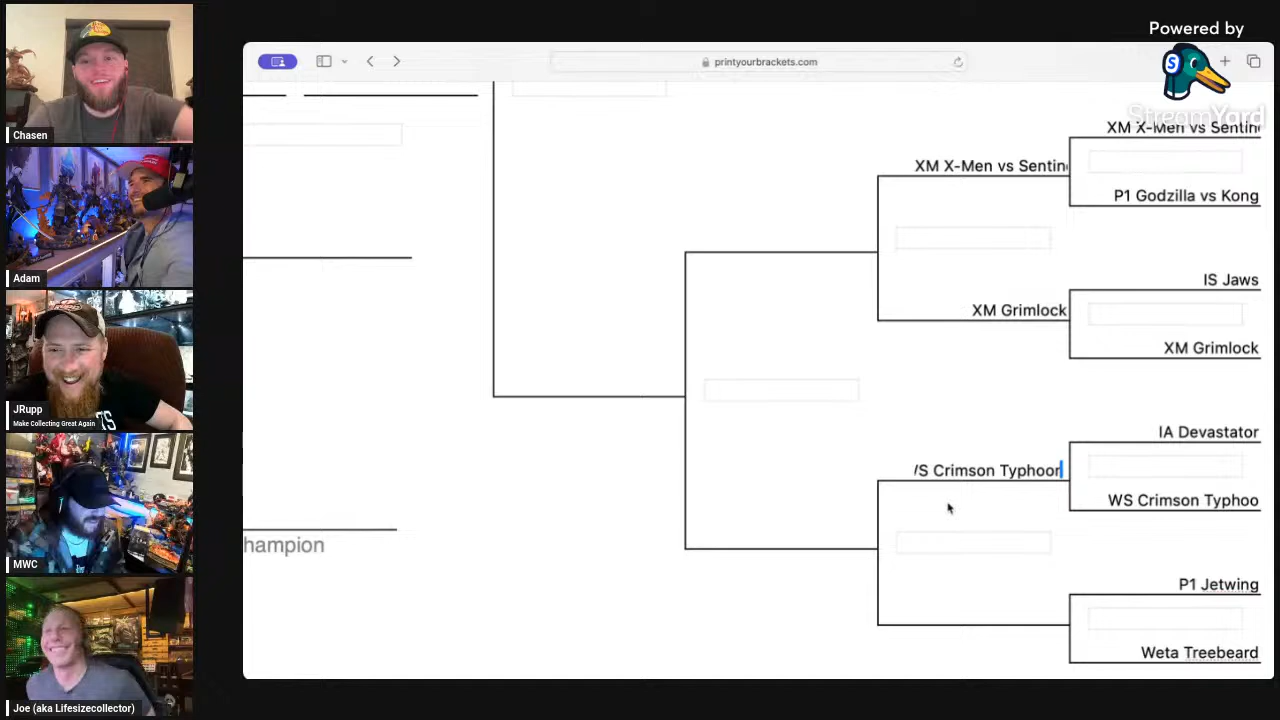 Powered by
StreamYard
printyourbrackets.com
Chasen
Adam
JRupp
Make Collecting Great Again
MWC
Joe (aka Lifesizecollector)
XM X-Men vs Sentin
XM X-Men vs Sentin
P1 Godzilla vs Kong
IS Jaws
XM Grimlock
XM Grimlock
IA Devastator
/S Crimson Typhoon
WS Crimson Typhoo
P1 Jetwing
hampion
Weta Treebeard